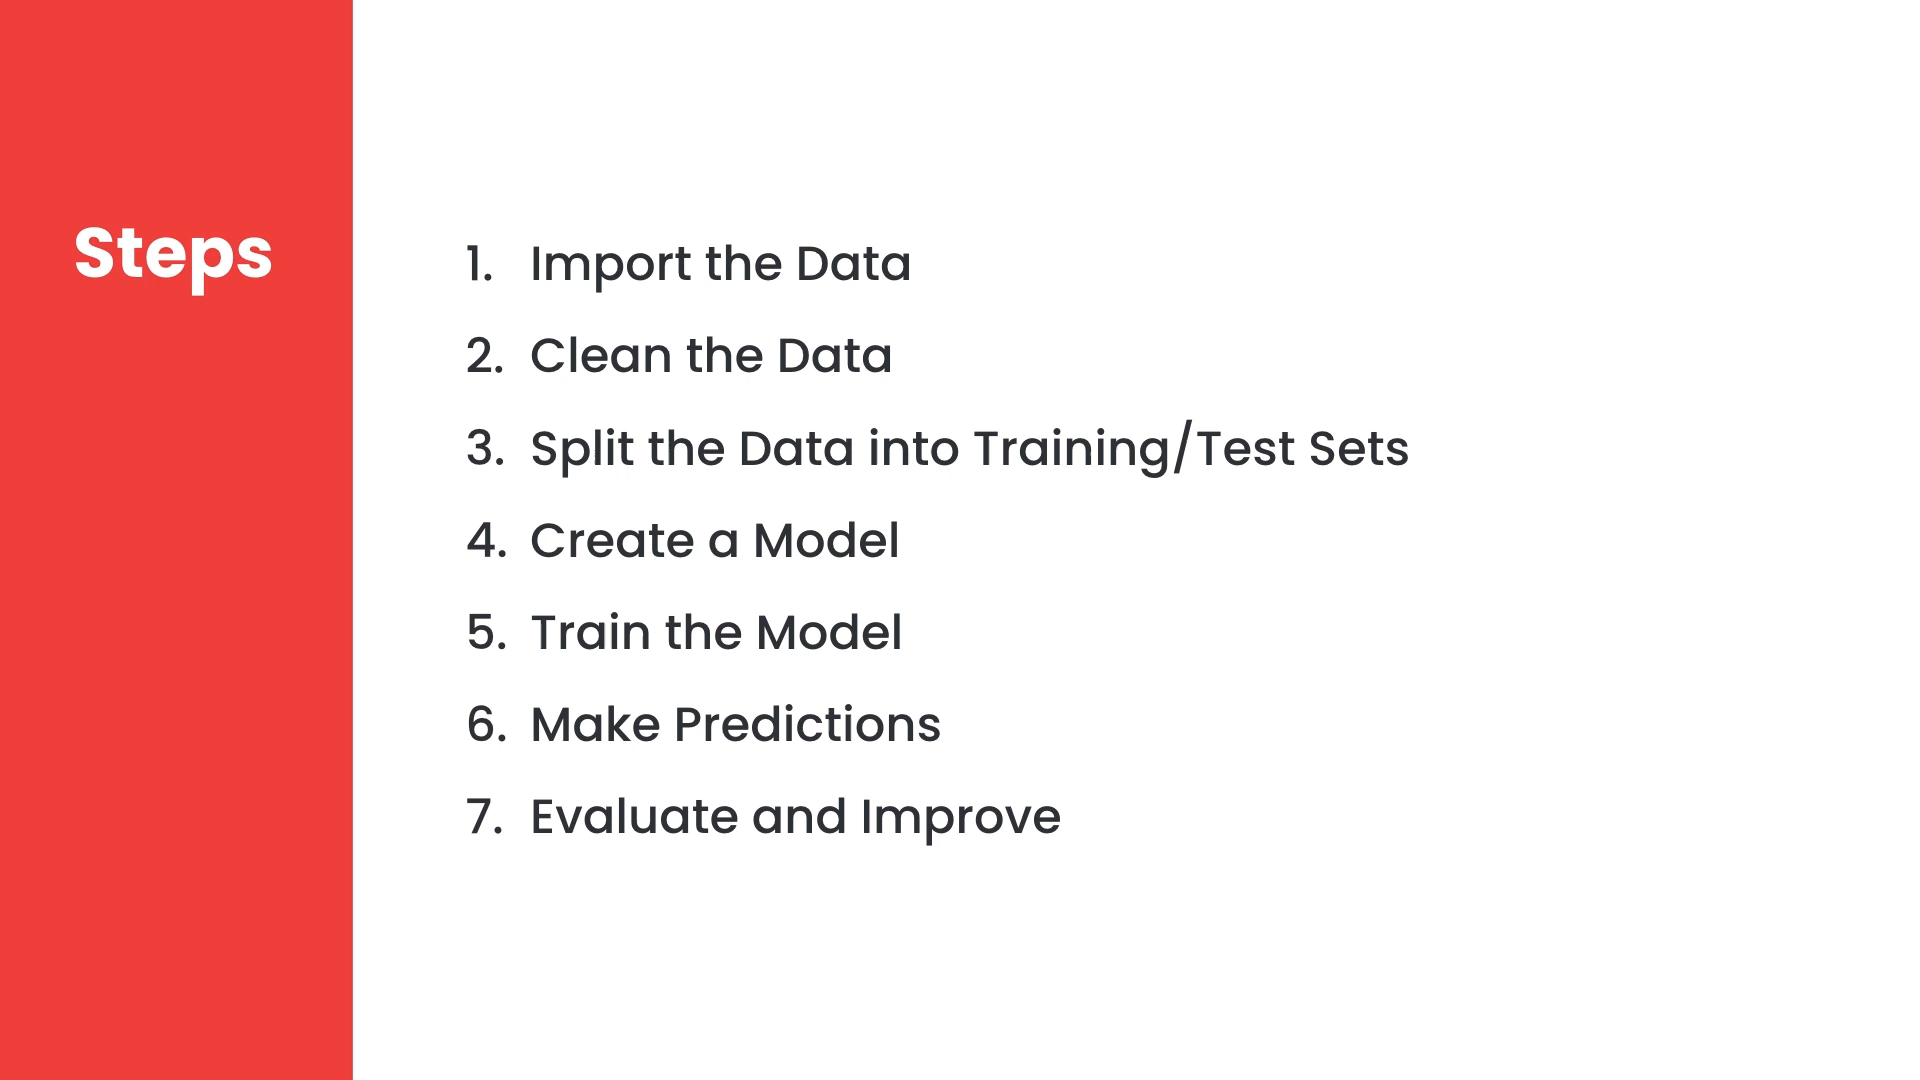 Steps
1. Import the Data
2. Clean the Data
3. Split the Data into Training/Test Sets
4. Create a Model
5. Train the Model
6. Make Predictions
7. Evaluate and Improve